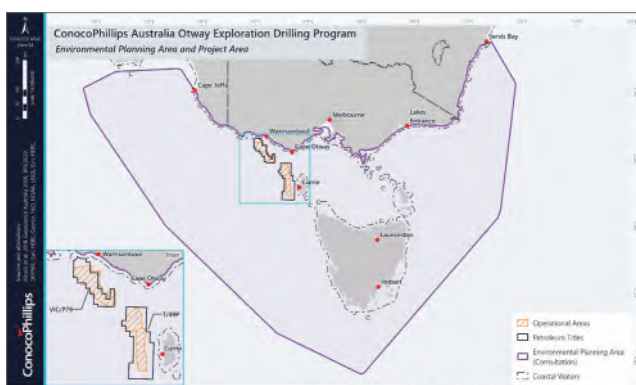 ConocoPhillips Australia Otway Exploration Drilling Program
Environmental Planning Area and Project Area
Jervis Bay
Cape Jaffa
Melbourne
Lakes Entrance
Warrnambool
Cape Otway
Currie
Launceston
Hobart
Inset
Warrnambool
Cape Otway
VIC/P79
T/49P
Currie
Operational Areas
Petroleum Titles
Environmental Planning Area
(Consultation)
Coastal Waters
ConocoPhillips